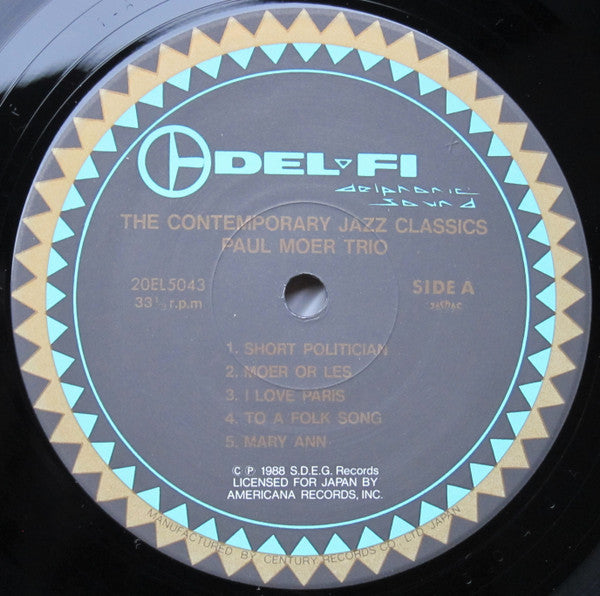 DEL-FI
delphonic
sound
THE CONTEMPORARY JAZZ CLASSICS
PAUL MOER TRIO
20EL5043
33⅓ r.p.m
SIDE A
1. SHORT POLITICIAN
2. MOER OR LES
3. I LOVE PARIS
4. TO A FOLK SONG
5. MARY ANN
© ℗ 1988 S.D.E.G. Records
LICENSED FOR JAPAN BY
AMERICANA RECORDS, INC.
MANUFACTURED BY CENTURY RECORDS CO., LTD. JAPAN